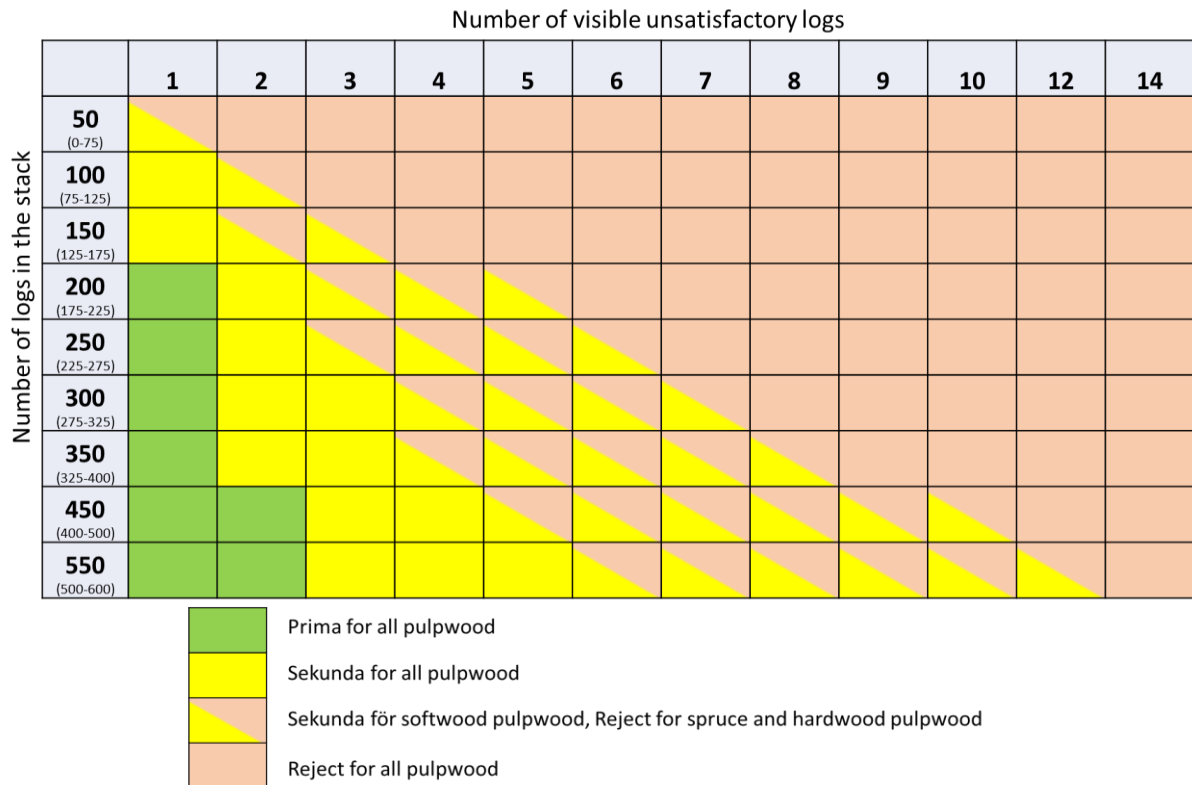 Number of visible unsatisfactory logs
1 2 3 4 5 6 7 8 9 10 12 14
Number of logs in the stack
50
(0-75)
100
(75-125)
150
(125-175)
200
(175-225)
250
(225-275)
300
(275-325)
350
(325-400)
450
(400-500)
550
(500-600)
Prima for all pulpwood
Sekunda for all pulpwood
Sekunda för softwood pulpwood, Reject for spruce and hardwood pulpwood
Reject for all pulpwood